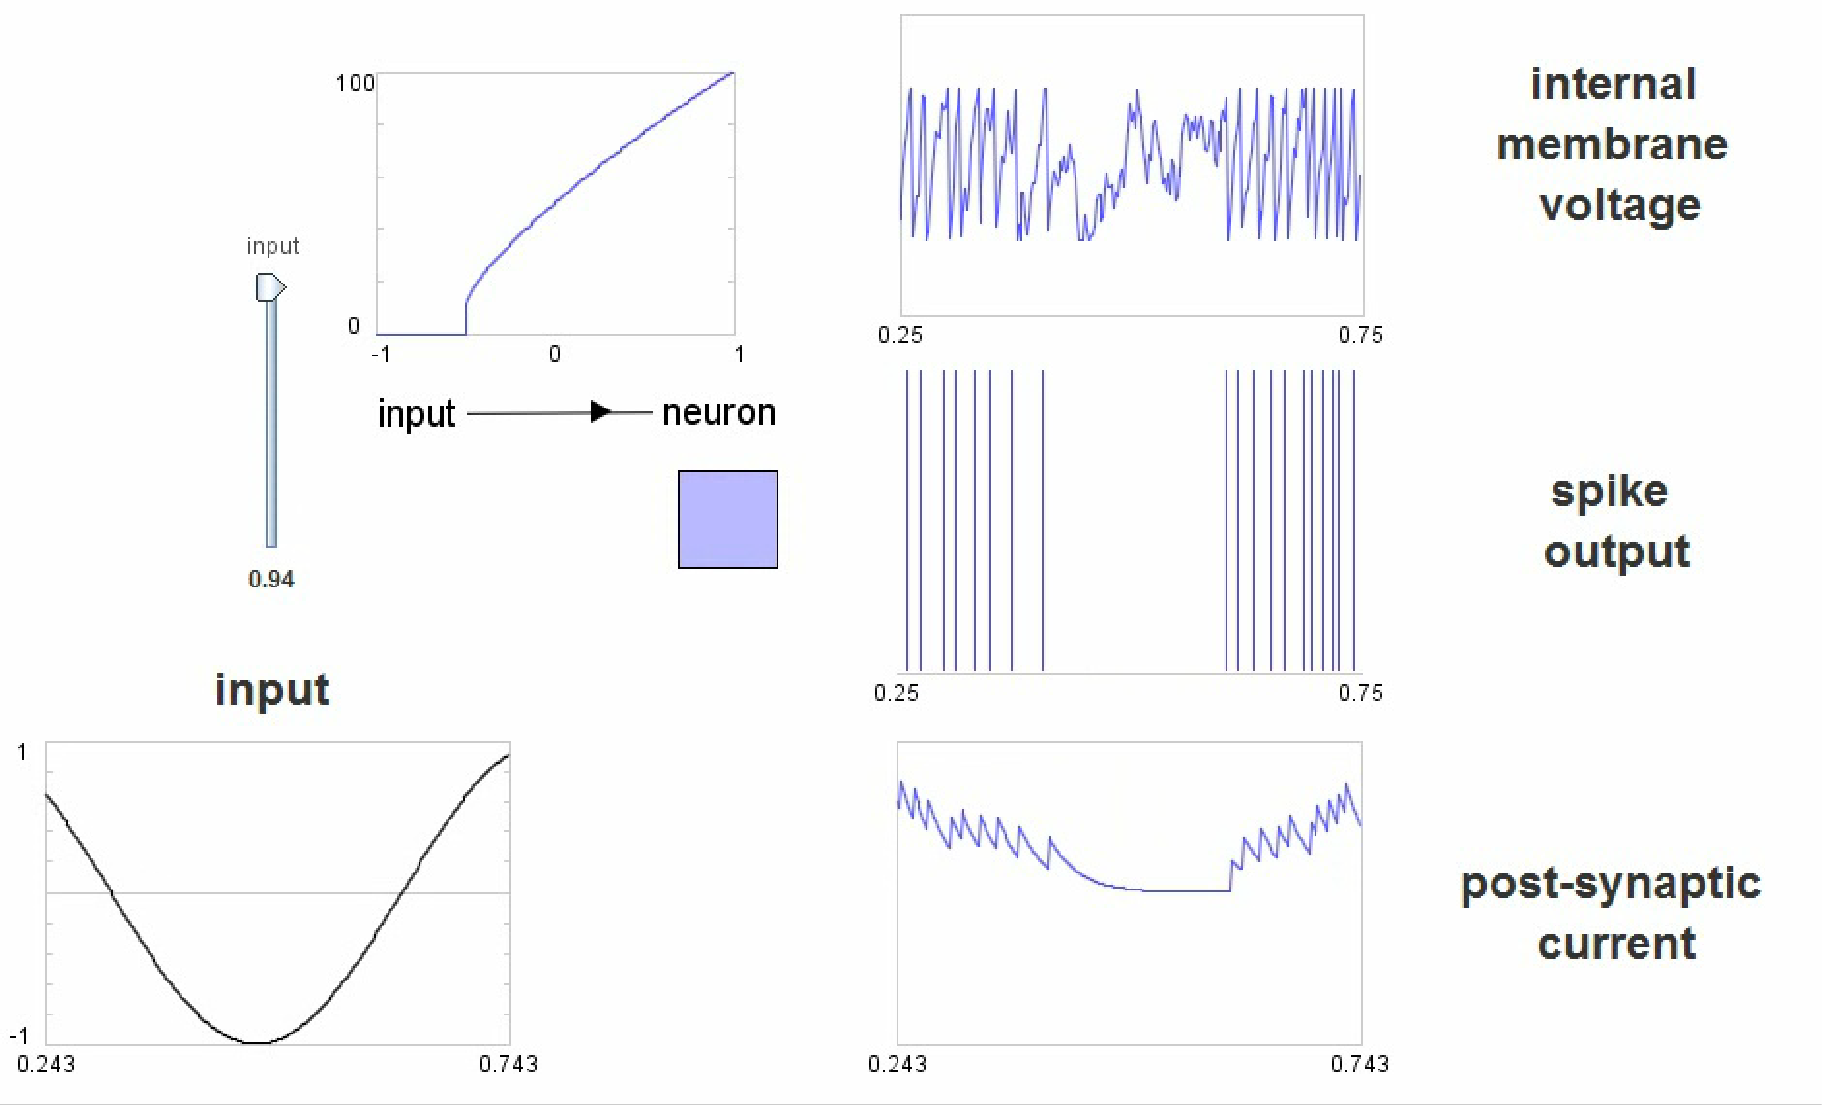 100
0
-1 0 1
input
0.94
input neuron
0.25 0.75
internal
membrane
voltage
0.25 0.75
spike
output
input
1
-1
0.243 0.743
0.243 0.743
post-synaptic
current